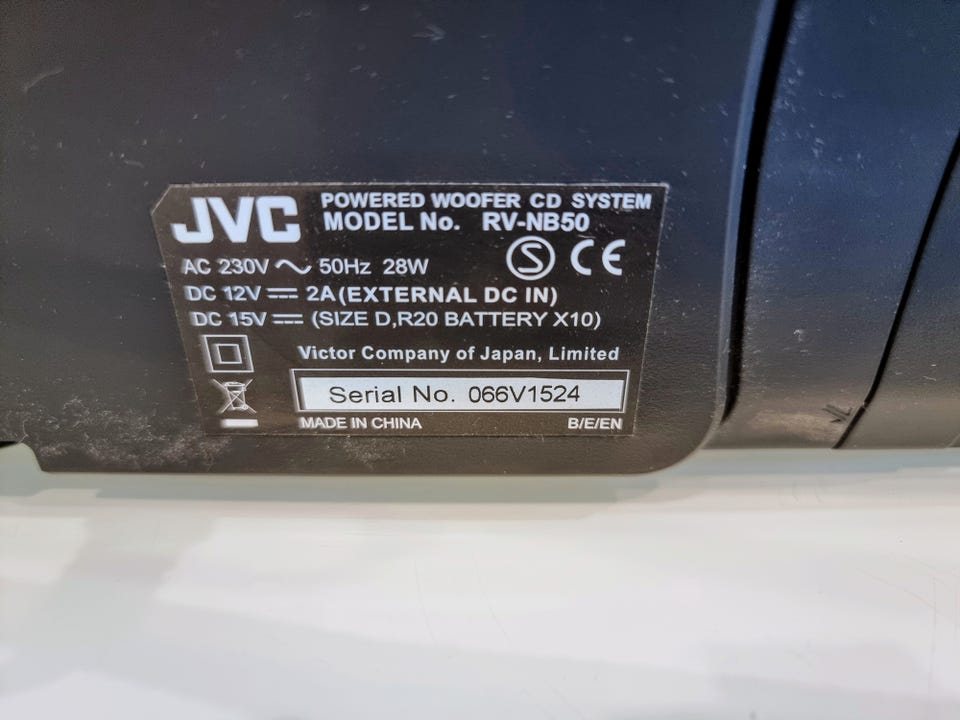 JVC
POWERED WOOFER CD SYSTEM
MODEL No. RV-NB50
S CE
AC 230V ~ 50Hz 28W
DC 12V ⎓ 2A (EXTERNAL DC IN)
DC 15V ⎓ (SIZE D,R20 BATTERY X10)
Victor Company of Japan, Limited
Serial No. 066V1524
MADE IN CHINA B/E/EN